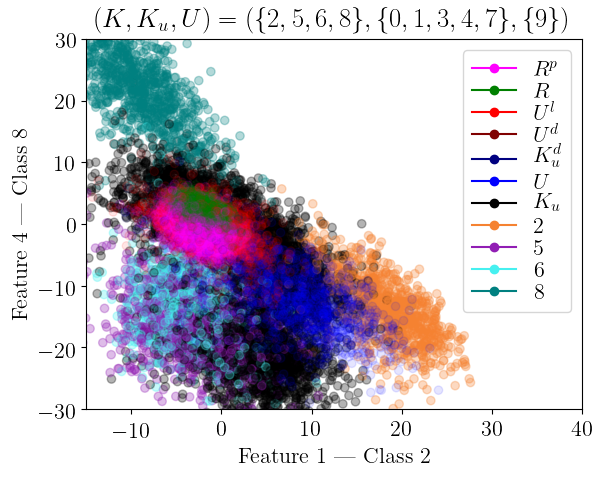 (K, K_u, U) = ({2, 5, 6, 8}, {0, 1, 3, 4, 7}, {9})
30
20
10
0
−10
−20
−30
Feature 4 — Class 8
R^p
R
U^l
U^d
K_u^d
U
K_u
2
5
6
8
−10
0
10
20
30
40
Feature 1 — Class 2